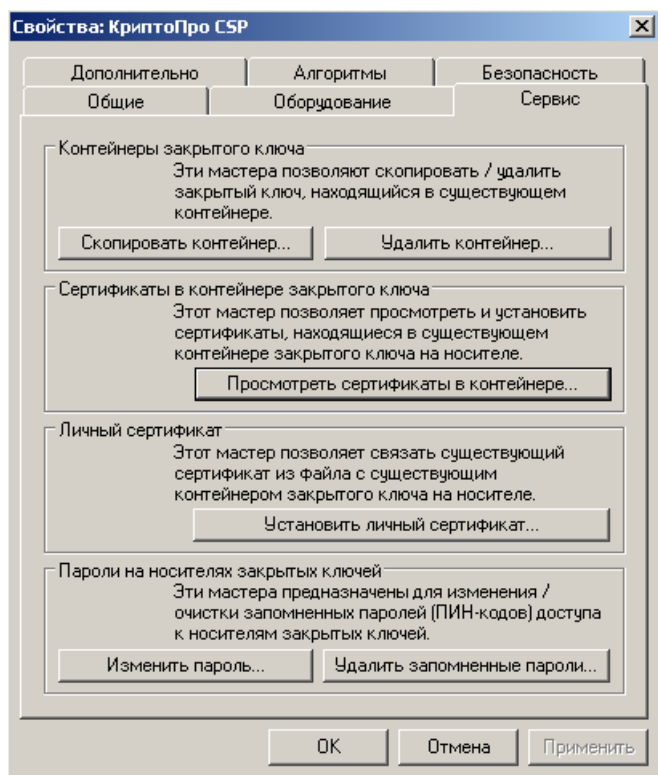 Свойства: КриптоПро CSP
Дополнительно Алгоритмы Безопасность
Общие Оборудование Сервис
Контейнеры закрытого ключа
Эти мастера позволяют скопировать / удалить
закрытый ключ, находящийся в существующем
контейнере.
Скопировать контейнер... Удалить контейнер...
Сертификаты в контейнере закрытого ключа
Этот мастер позволяет просмотреть и установить
сертификаты, находящиеся в существующем
контейнере закрытого ключа на носителе.
Просмотреть сертификаты в контейнере...
Личный сертификат
Этот мастер позволяет связать существующий
сертификат из файла с существующим
контейнером закрытого ключа на носителе.
Установить личный сертификат...
Пароли на носителях закрытых ключей
Эти мастера предназначены для изменения /
очистки запомненных паролей (ПИН-кодов) доступа
к носителям закрытых ключей.
Изменить пароль... Удалить запомненные пароли...
OK Отмена Применить